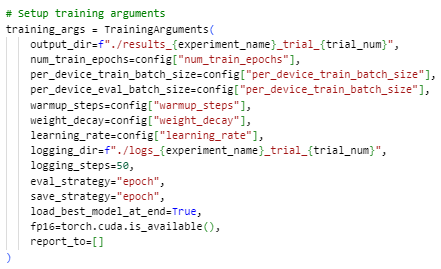 # Setup training arguments
training_args = TrainingArguments(
    output_dir=f"./results_{experiment_name}_trial_{trial_num}",
    num_train_epochs=config["num_train_epochs"],
    per_device_train_batch_size=config["per_device_train_batch_size"],
    per_device_eval_batch_size=config["per_device_train_batch_size"],
    warmup_steps=config["warmup_steps"],
    weight_decay=config["weight_decay"],
    learning_rate=config["learning_rate"],
    logging_dir=f"./logs_{experiment_name}_trial_{trial_num}",
    logging_steps=50,
    eval_strategy="epoch",
    save_strategy="epoch",
    load_best_model_at_end=True,
    fp16=torch.cuda.is_available(),
    report_to=[]
)